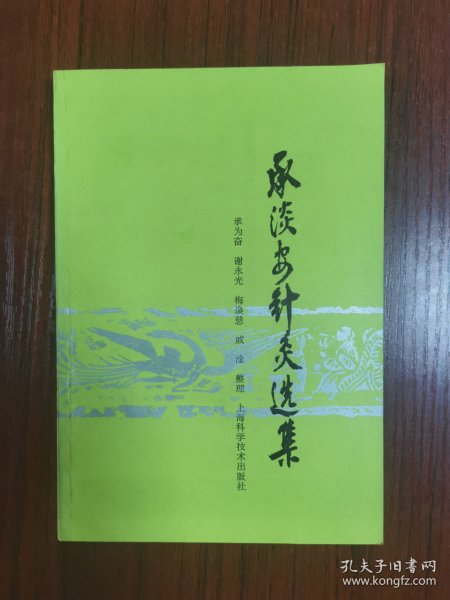 承淡安针灸选集
承为奋 谢永光 梅焕慈 戚淦 整理 上海科学技术出版社
孔夫子旧书网
www.kongfz.com